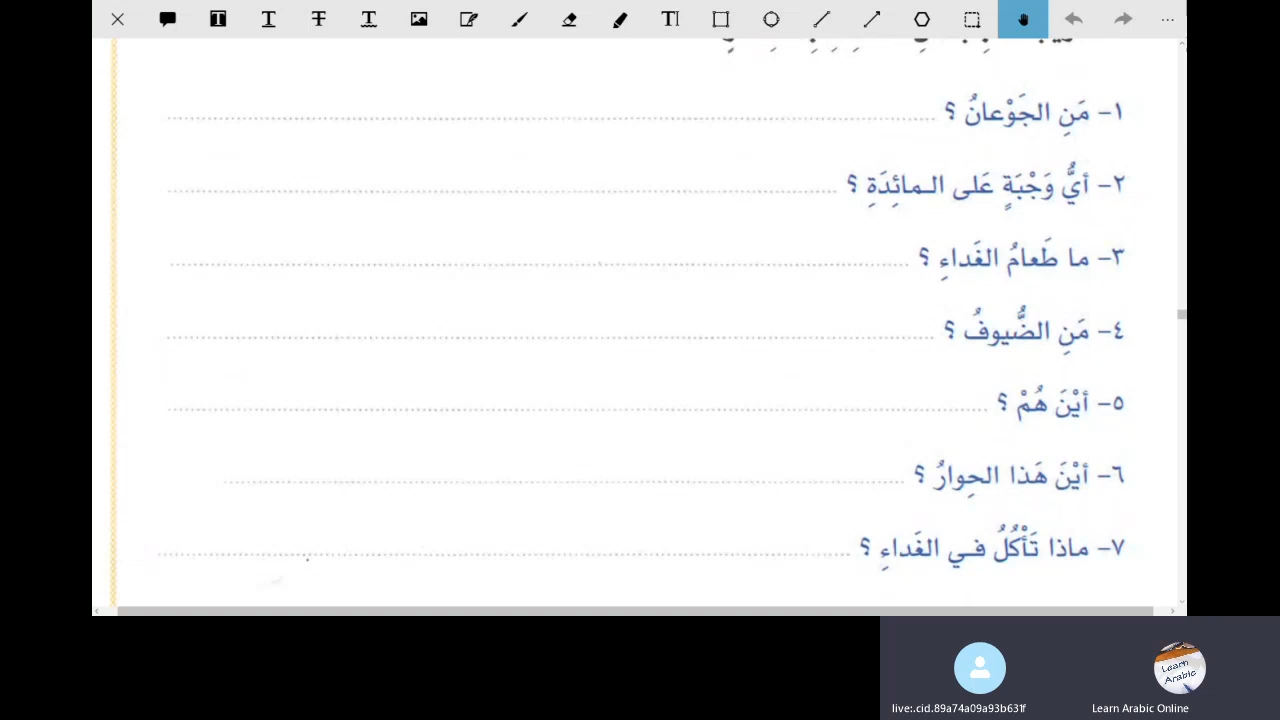 ١- مَنِ الجَوْعانُ ؟
٢- أيُّ وَجْبَةٍ عَلى المائِدَةِ ؟
٣- ما طَعامُ الغَداءِ ؟
٤- مَنِ الضُّيوفُ ؟
٥- أيْنَ هُمْ ؟
٦- أيْنَ هَذا الحِوارُ ؟
٧- ماذا تَأْكُلُ في الغَداءِ ؟
Learn Arabic
live:.cid.89a74a09a93b631f
Learn Arabic Online